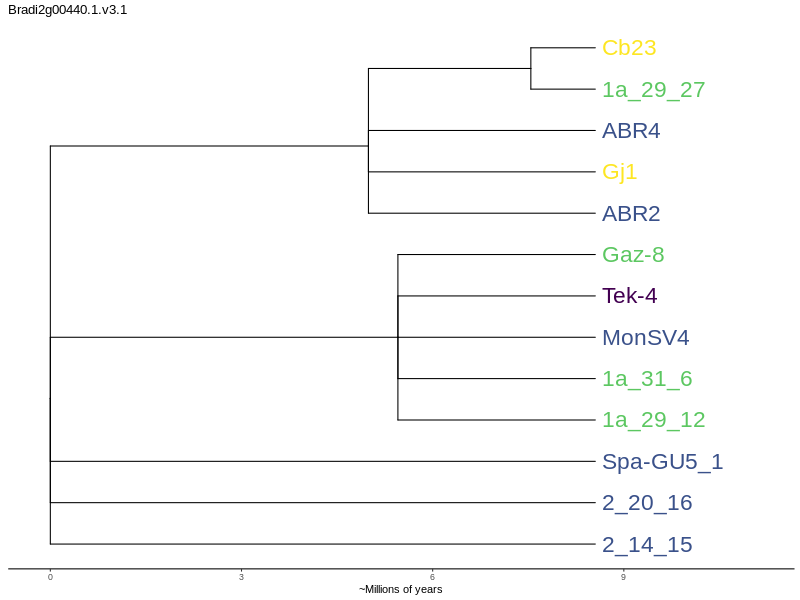 Bradi2g00440.1.v3.1
Cb23
1a_29_27
ABR4
Gj1
ABR2
Gaz-8
Tek-4
MonSV4
1a_31_6
1a_29_12
Spa-GU5_1
2_20_16
2_14_15
0 3 6 9
~Millions of years